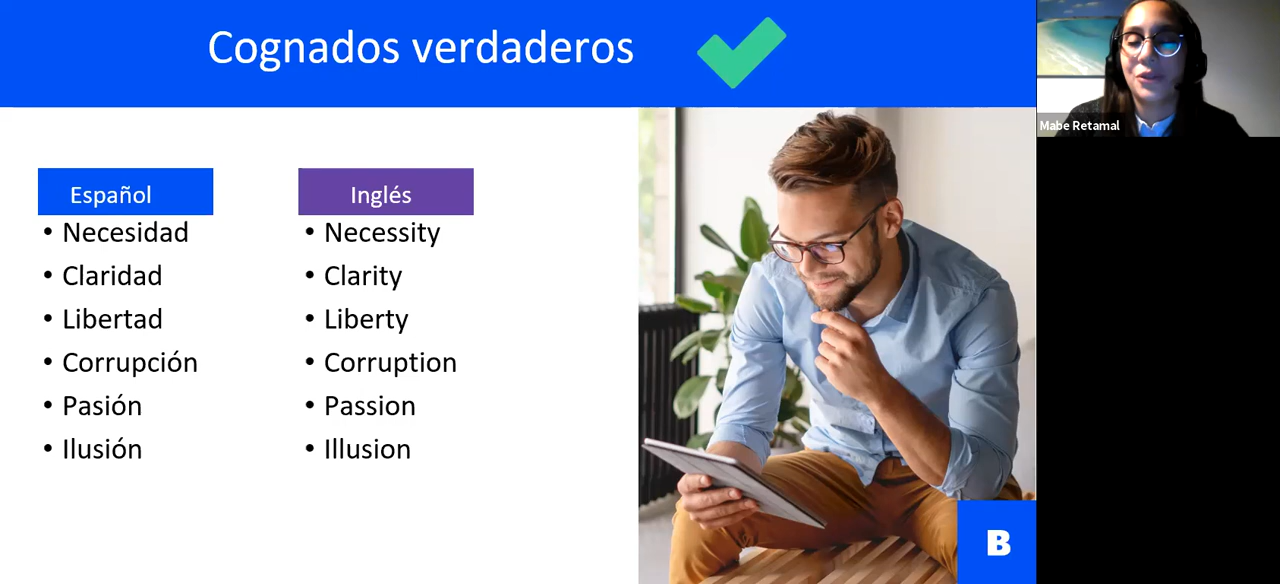 Cognados verdaderos
Mabe Retamal
Español
• Necesidad
• Claridad
• Libertad
• Corrupción
• Pasión
• Ilusión
Inglés
• Necessity
• Clarity
• Liberty
• Corruption
• Passion
• Illusion
B